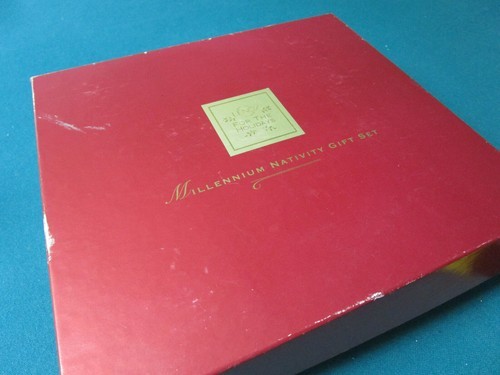 FOR THE
HOLIDAYS
MILLENNIUM NATIVITY GIFT SET